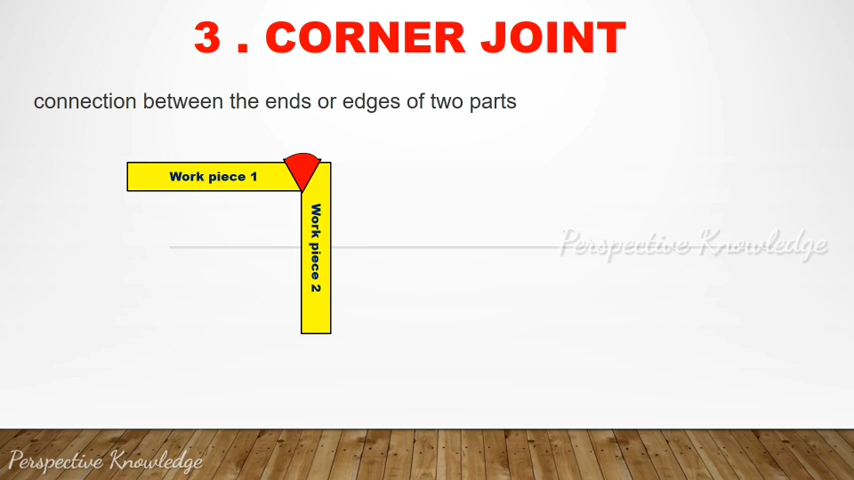 3 . CORNER JOINT
connection between the ends or edges of two parts
Work piece 1
Work piece 2
Perspective Knowledge
Perspective Knowledge